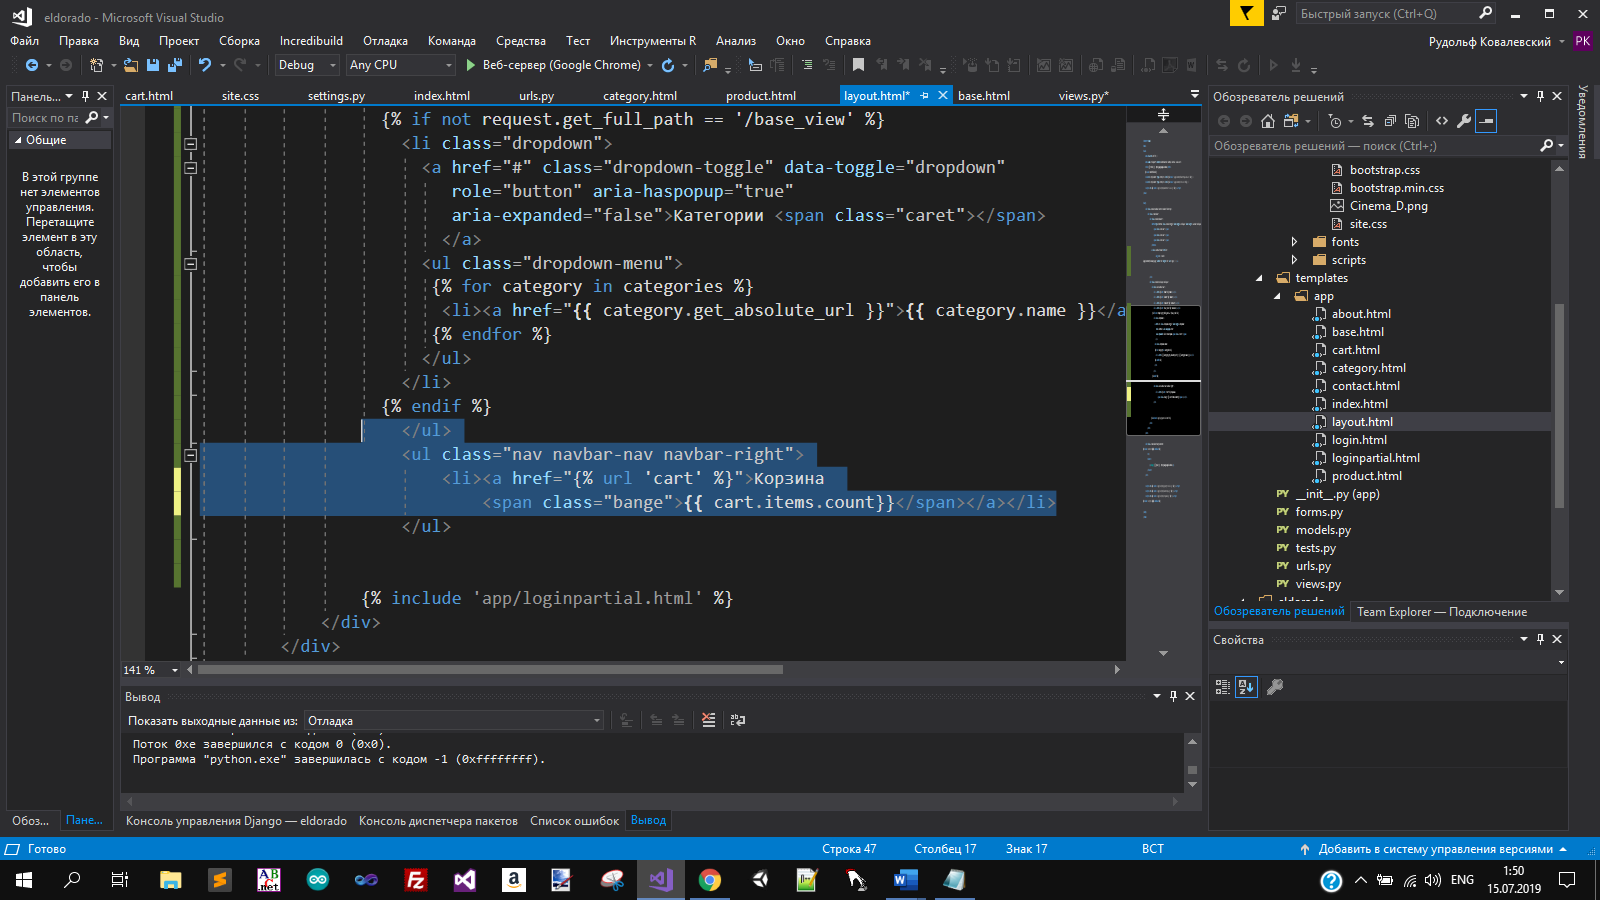 eldorado - Microsoft Visual Studio
Быстрый запуск (Ctrl+Q)
Файл Правка Вид Проект Сборка Incredibuild Отладка Команда Средства Тест Инструменты R Анализ Окно Справка
Рудольф Ковалевский РК
Debug Any CPU Веб-сервер (Google Chrome)
Панель...
Поиск по па
Общие
В этой группе
нет элементов
управления.
Перетащите
элемент в эту
область,
чтобы
добавить его в
панель
элементов.
Обоз... Пане...
cart.html site.css settings.py index.html urls.py category.html product.html layout.html* base.html views.py*
{% if not request.get_full_path == '/base_view' %}
<li class="dropdown">
<a href="#" class="dropdown-toggle" data-toggle="dropdown"
role="button" aria-haspopup="true"
aria-expanded="false">Категории <span class="caret"></span>
</a>
<ul class="dropdown-menu">
{% for category in categories %}
<li><a href="{{ category.get_absolute_url }}">{{ category.name }}</a
{% endfor %}
</ul>
</li>
{% endif %}
</ul>
<ul class="nav navbar-nav navbar-right">
<li><a href="{% url 'cart' %}">Корзина
<span class="bange">{{ cart.items.count}}</span></a></li>
</ul>
{% include 'app/loginpartial.html' %}
</div>
</div>
141 %
Вывод
Показать выходные данные из: Отладка
Поток 0xe завершился с кодом 0 (0x0).
Программа "python.exe" завершилась с кодом -1 (0xffffffff).
Консоль управления Django — eldorado Консоль диспетчера пакетов Список ошибок Вывод
Обозреватель решений
Обозреватель решений — поиск (Ctrl+;)
bootstrap.css
bootstrap.min.css
Cinema_D.png
site.css
fonts
scripts
templates
app
about.html
base.html
cart.html
category.html
contact.html
index.html
layout.html
login.html
loginpartial.html
product.html
PY __init__.py (app)
PY forms.py
PY models.py
PY tests.py
PY urls.py
PY views.py
Обозреватель решений Team Explorer — Подключение
Свойства
Уведомления
Готово Строка 47 Столбец 17 Знак 17 ВСТ Добавить в систему управления версиями
ENG
1:50
15.07.2019